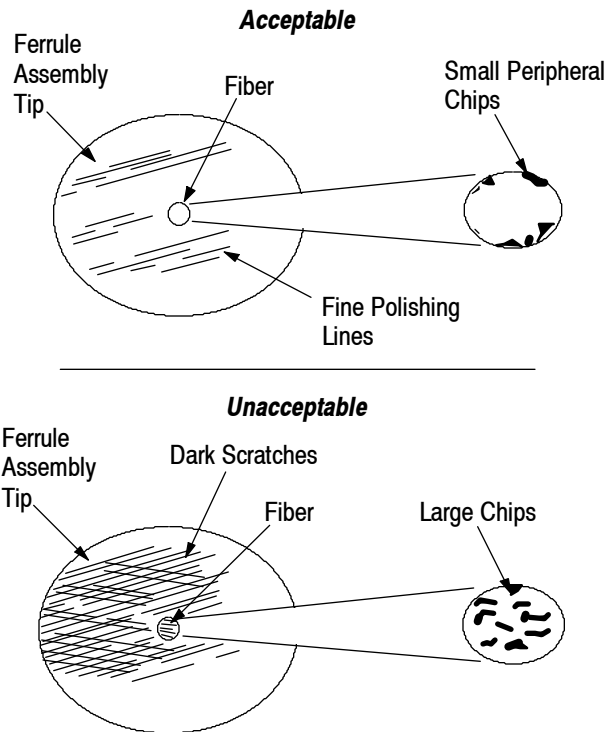 Acceptable
Ferrule
Assembly
Tip
Fiber
Small Peripheral
Chips
Fine Polishing
Lines
Unacceptable
Ferrule
Assembly
Tip
Dark Scratches
Fiber
Large Chips